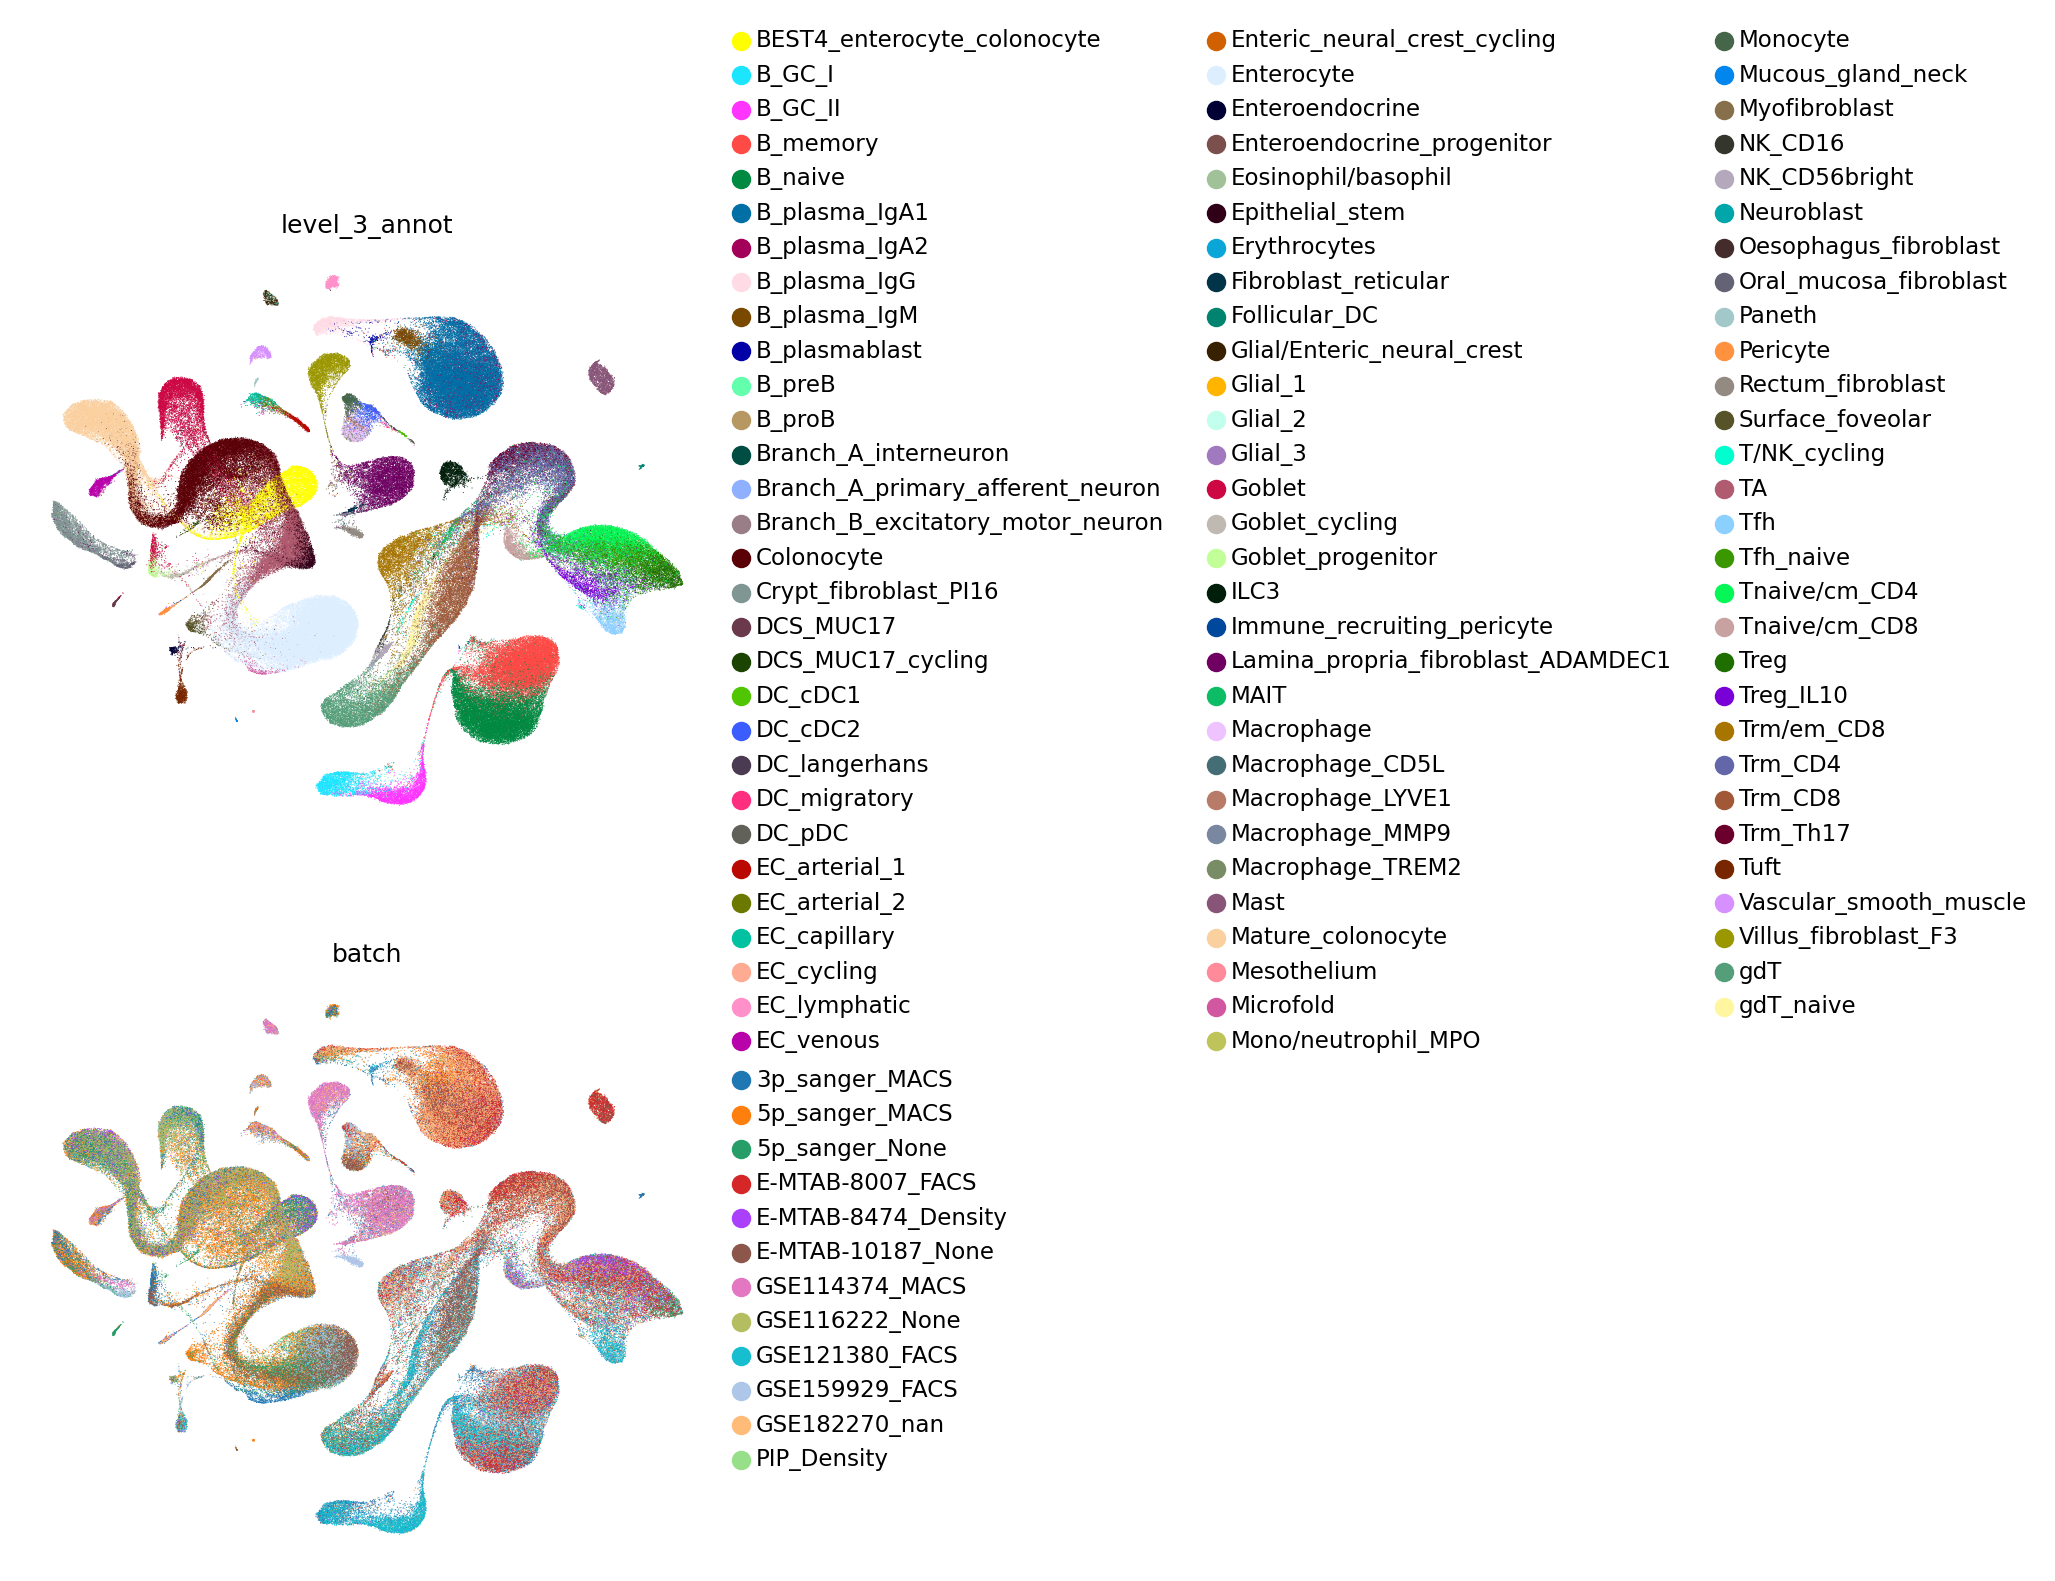 level_3_annot
BEST4_enterocyte_colonocyte
B_GC_I
B_GC_II
B_memory
B_naive
B_plasma_IgA1
B_plasma_IgA2
B_plasma_IgG
B_plasma_IgM
B_plasmablast
B_preB
B_proB
Branch_A_interneuron
Branch_A_primary_afferent_neuron
Branch_B_excitatory_motor_neuron
Colonocyte
Crypt_fibroblast_PI16
DCS_MUC17
DCS_MUC17_cycling
DC_cDC1
DC_cDC2
DC_langerhans
DC_migratory
DC_pDC
EC_arterial_1
EC_arterial_2
EC_capillary
EC_cycling
EC_lymphatic
EC_venous
Enteric_neural_crest_cycling
Enterocyte
Enteroendocrine
Enteroendocrine_progenitor
Eosinophil/basophil
Epithelial_stem
Erythrocytes
Fibroblast_reticular
Follicular_DC
Glial/Enteric_neural_crest
Glial_1
Glial_2
Glial_3
Goblet
Goblet_cycling
Goblet_progenitor
ILC3
Immune_recruiting_pericyte
Lamina_propria_fibroblast_ADAMDEC1
MAIT
Macrophage
Macrophage_CD5L
Macrophage_LYVE1
Macrophage_MMP9
Macrophage_TREM2
Mast
Mature_colonocyte
Mesothelium
Microfold
Mono/neutrophil_MPO
Monocyte
Mucous_gland_neck
Myofibroblast
NK_CD16
NK_CD56bright
Neuroblast
Oesophagus_fibroblast
Oral_mucosa_fibroblast
Paneth
Pericyte
Rectum_fibroblast
Surface_foveolar
T/NK_cycling
TA
Tfh
Tfh_naive
Tnaive/cm_CD4
Tnaive/cm_CD8
Treg
Treg_IL10
Trm/em_CD8
Trm_CD4
Trm_CD8
Trm_Th17
Tuft
Vascular_smooth_muscle
Villus_fibroblast_F3
gdT
gdT_naive
batch
3p_sanger_MACS
5p_sanger_MACS
5p_sanger_None
E-MTAB-8007_FACS
E-MTAB-8474_Density
E-MTAB-10187_None
GSE114374_MACS
GSE116222_None
GSE121380_FACS
GSE159929_FACS
GSE182270_nan
PIP_Density